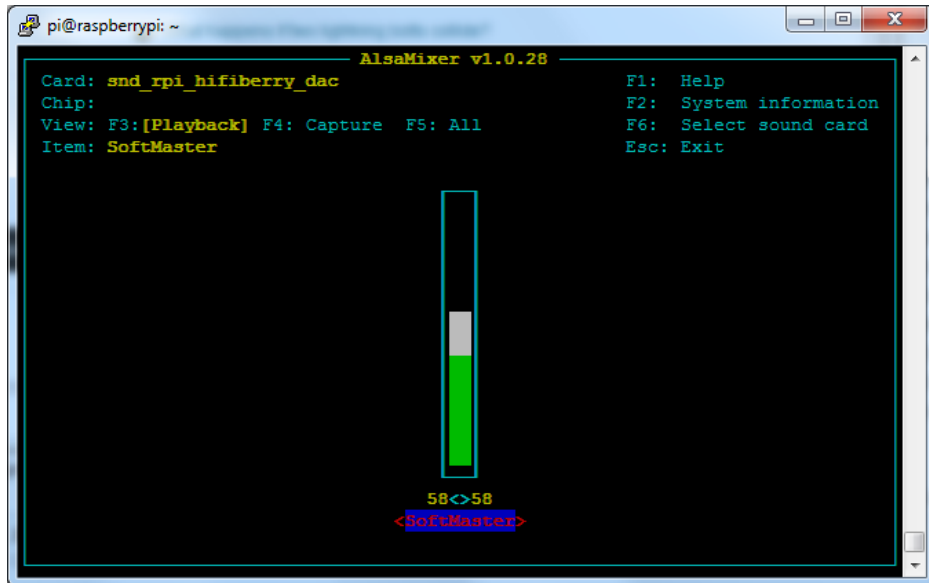 pi@raspberrypi: ~
AlsaMixer v1.0.28
Card: snd_rpi_hifiberry_dac F1: Help
Chip: F2: System information
View: F3:[Playback] F4: Capture F5: All F6: Select sound card
Item: SoftMaster Esc: Exit
58<>58
<SoftMaster>